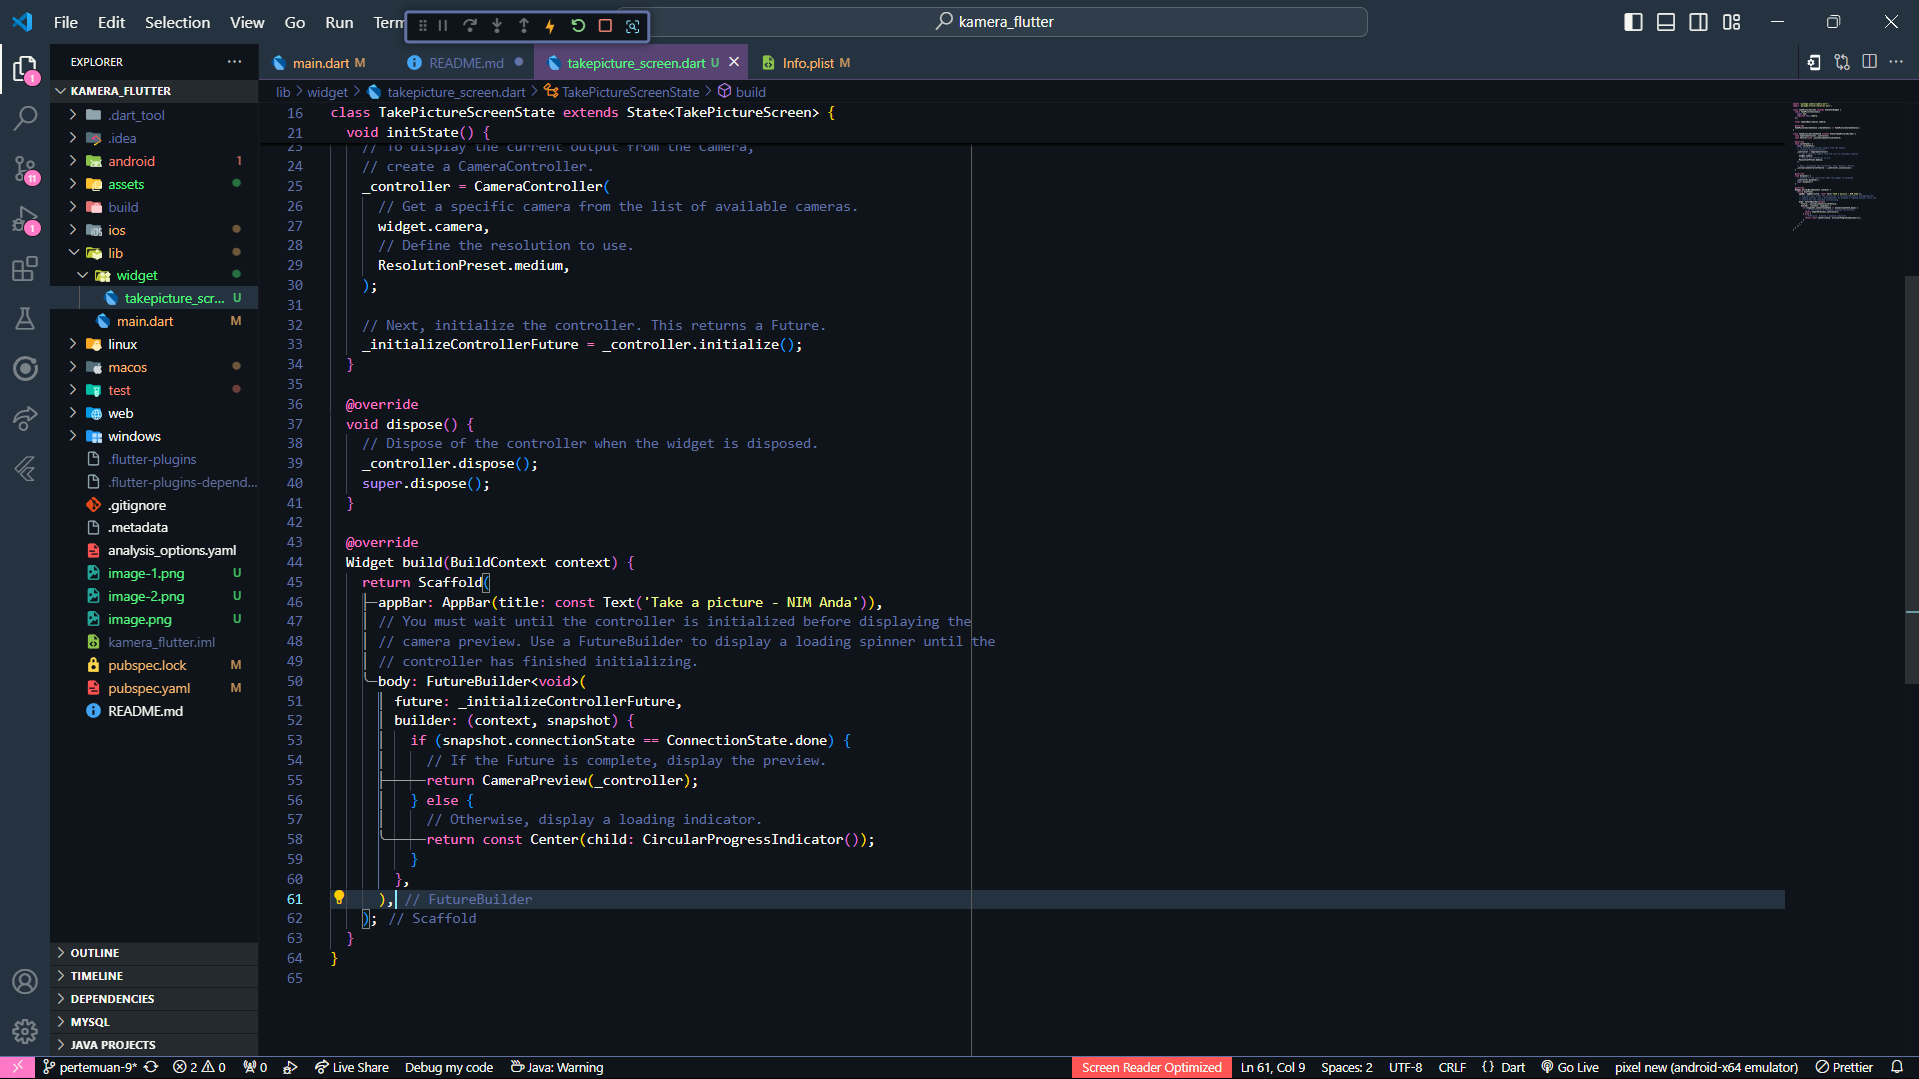 File Edit Selection View Go Run Term
kamera_flutter
EXPLORER
main.dart M
README.md
takepicture_screen.dart U
Info.plist M
lib > widget > takepicture_screen.dart > TakePictureScreenState > build
KAMERA_FLUTTER
.dart_tool
.idea
android 1
assets
build
ios
lib
widget
takepicture_scr... U
main.dart M
linux
macos
test
web
windows
.flutter-plugins
.flutter-plugins-depend...
.gitignore
.metadata
analysis_options.yaml
image-1.png U
image-2.png U
image.png U
kamera_flutter.iml
pubspec.lock M
pubspec.yaml M
README.md
OUTLINE
TIMELINE
DEPENDENCIES
MYSQL
JAVA PROJECTS
1
11
1
16 class TakePictureScreenState extends State<TakePictureScreen> {
21 void initState() {
23 // To display the current output from the Camera,
24 // create a CameraController.
25 _controller = CameraController(
26 // Get a specific camera from the list of available cameras.
27 widget.camera,
28 // Define the resolution to use.
29 ResolutionPreset.medium,
30 );
31
32 // Next, initialize the controller. This returns a Future.
33 _initializeControllerFuture = _controller.initialize();
34 }
35
36 @override
37 void dispose() {
38 // Dispose of the controller when the widget is disposed.
39 _controller.dispose();
40 super.dispose();
41 }
42
43 @override
44 Widget build(BuildContext context) {
45 return Scaffold(
46 appBar: AppBar(title: const Text('Take a picture - NIM Anda')),
47 // You must wait until the controller is initialized before displaying the
48 // camera preview. Use a FutureBuilder to display a loading spinner until the
49 // controller has finished initializing.
50 body: FutureBuilder<void>(
51 future: _initializeControllerFuture,
52 builder: (context, snapshot) {
53 if (snapshot.connectionState == ConnectionState.done) {
54 // If the Future is complete, display the preview.
55 return CameraPreview(_controller);
56 } else {
57 // Otherwise, display a loading indicator.
58 return const Center(child: CircularProgressIndicator());
59 }
60 },
61 ), // FutureBuilder
62 ); // Scaffold
63 }
64 }
65
pertemuan-9* 2 0 0 Live Share Debug my code Java: Warning Screen Reader Optimized Ln 61, Col 9 Spaces: 2 UTF-8 CRLF {} Dart Go Live pixel new (android-x64 emulator) Prettier